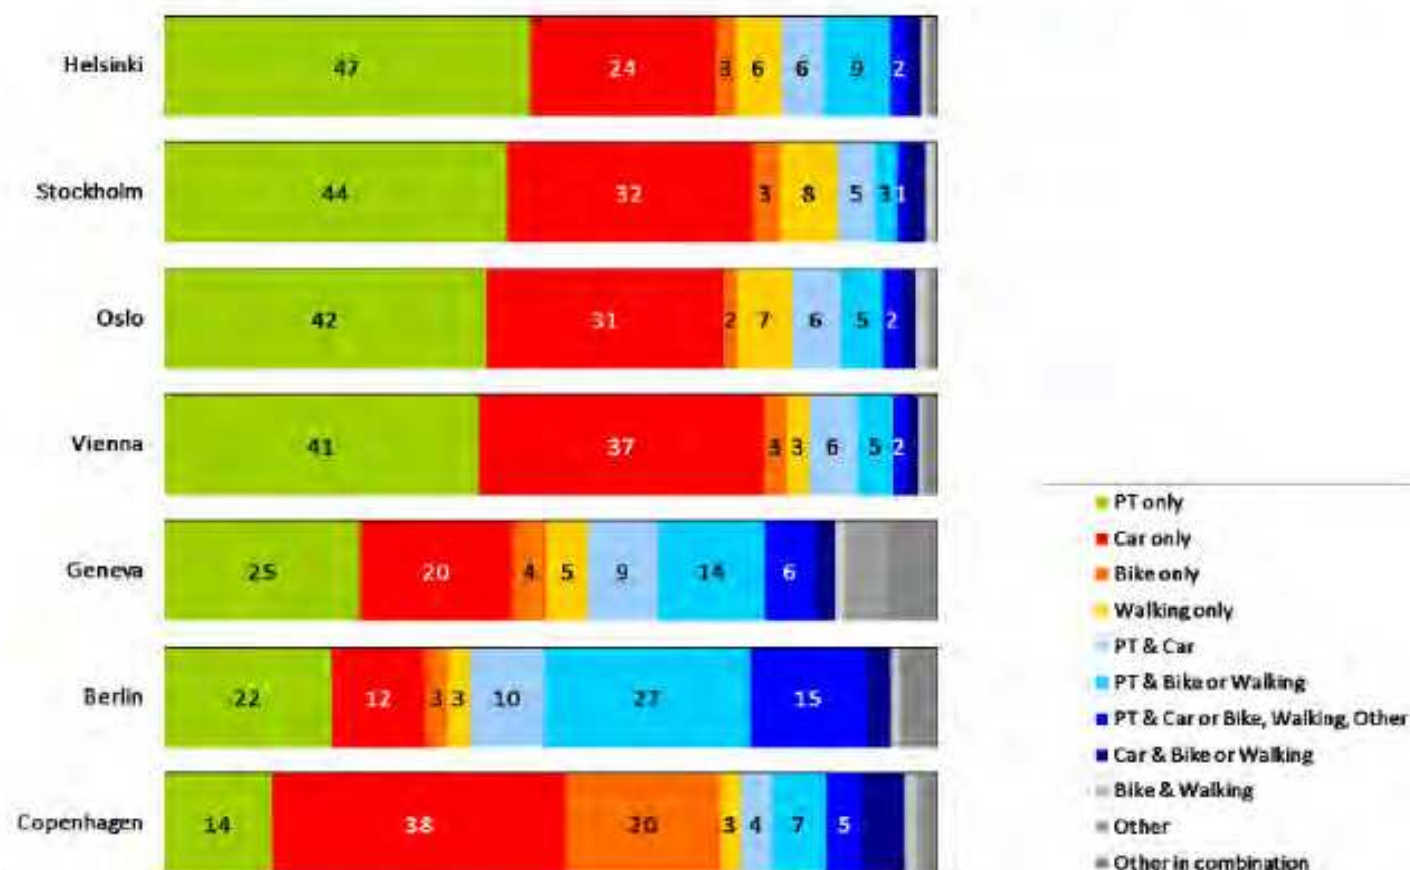 Helsinki 47 24 3 6 6 9 2
Stockholm 44 32 3 8 5 3 1
Oslo 42 31 2 7 6 5 2
Vienna 41 37 3 3 6 5 2
Geneva 25 20 4 5 9 14 6
Berlin 22 12 3 3 10 27 15
Copenhagen 14 38 20 3 4 7 5
PT only
Car only
Bike only
Walking only
PT & Car
PT & Bike or Walking
PT & Car or Bike, Walking, Other
Car & Bike or Walking
Bike & Walking
Other
Other in combination